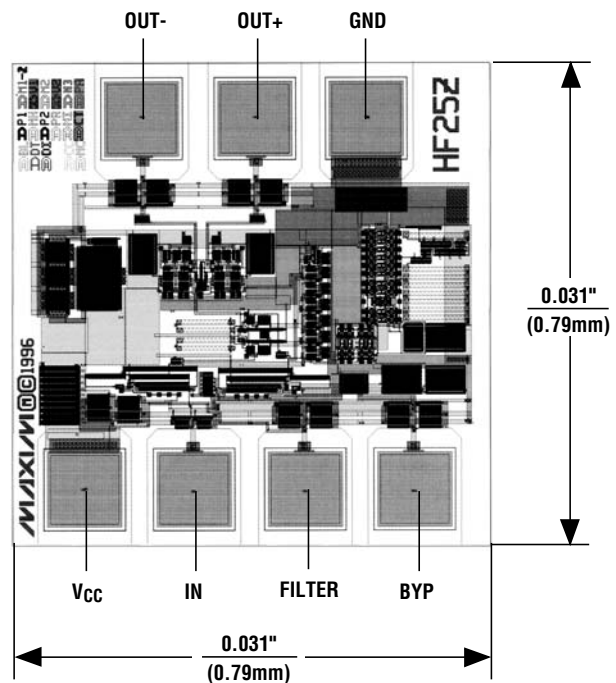 OUT-
OUT+
GND
HF25Z
MAXIM 1996
0.031"
(0.79mm)
VCC
IN
FILTER
BYP
0.031"
(0.79mm)